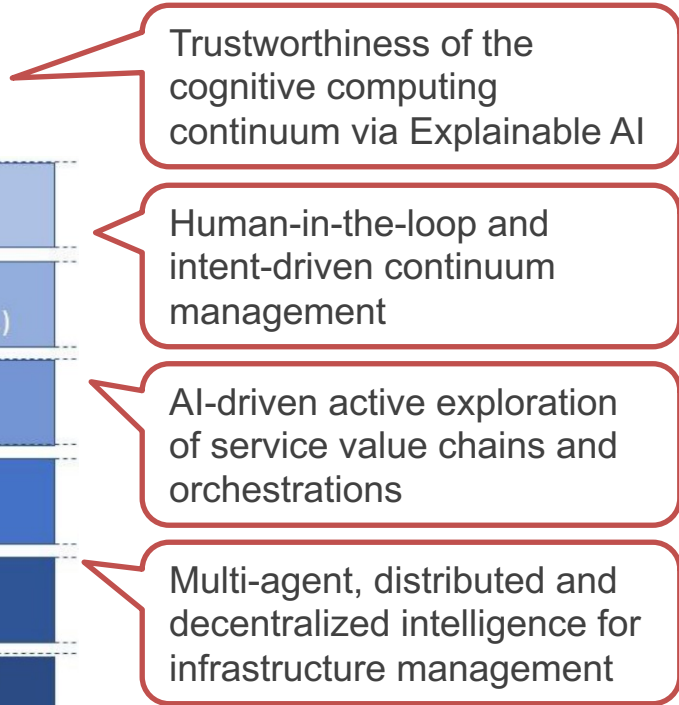 Trustworthiness of the
cognitive computing
continuum via Explainable AI
Human-in-the-loop and
intent-driven continuum
management
)
AI-driven active exploration
of service value chains and
orchestrations
Multi-agent, distributed and
decentralized intelligence for
infrastructure management